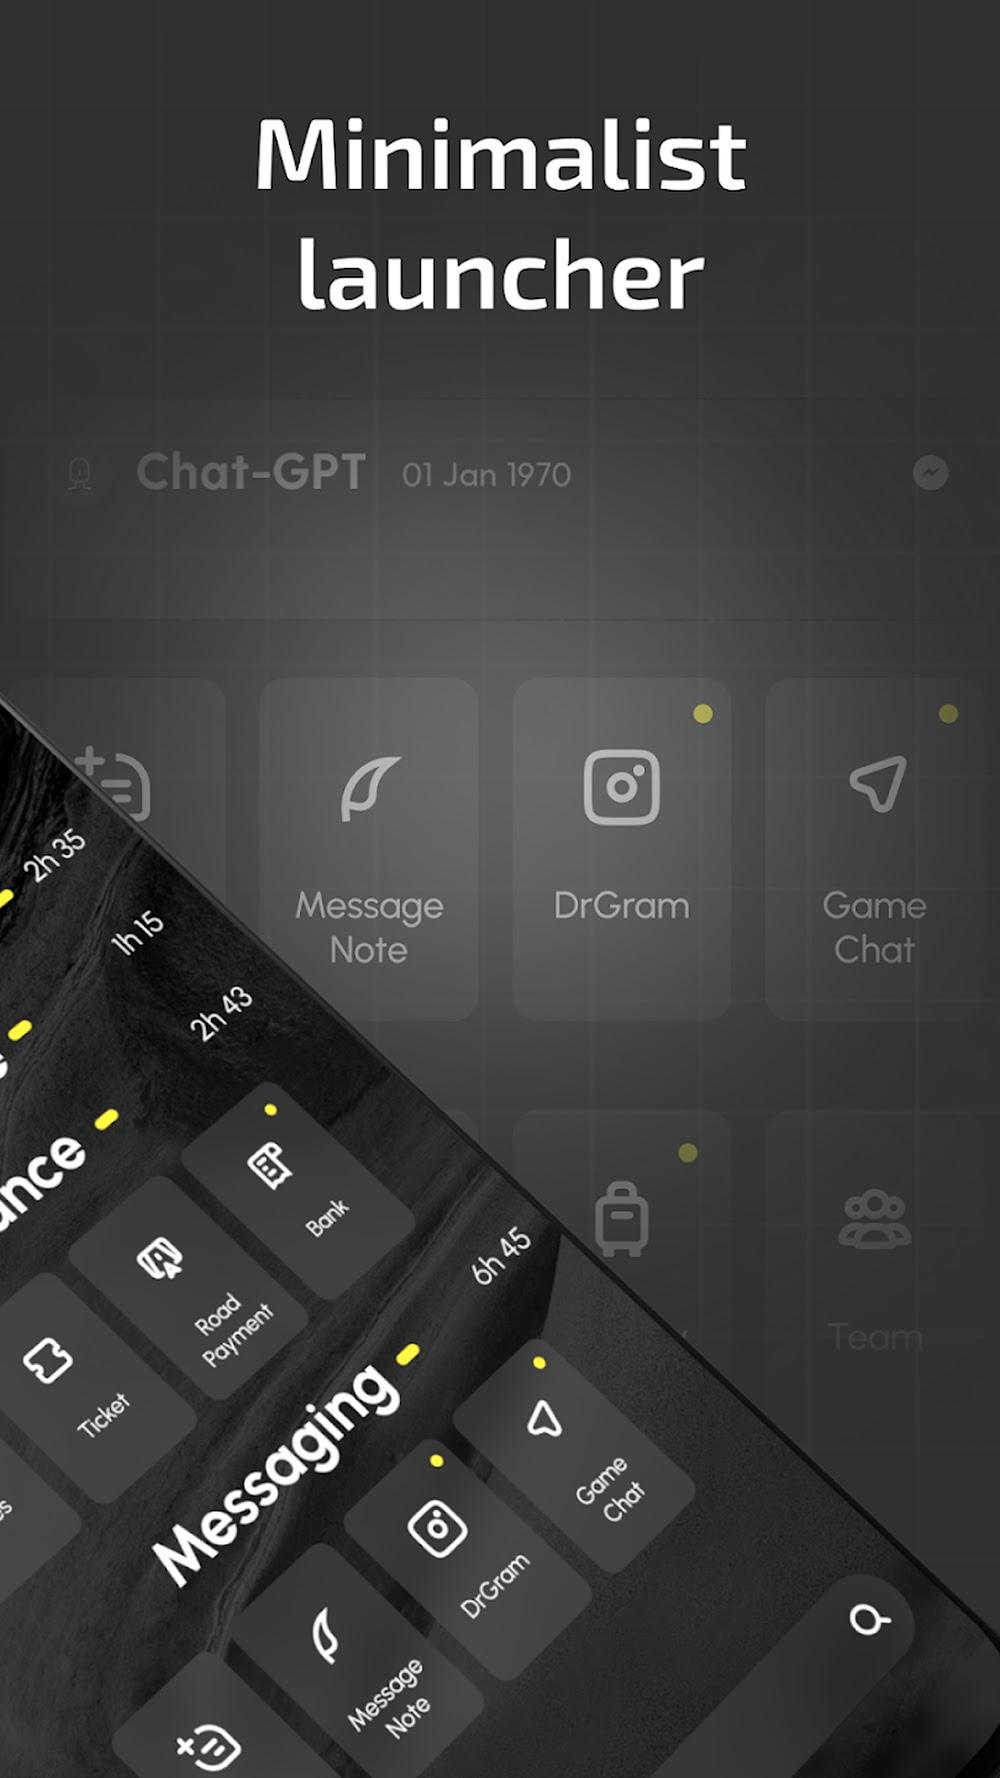 Minimalist
launcher
Chat-GPT 01 Jan 1970
Message
Note
DrGram
Game
Chat
Team
2h 35
1h 15
2h 43
Bank
Road
Payment
Ticket
6h 45
Messaging
Game
Chat
DrGram
Message
Note